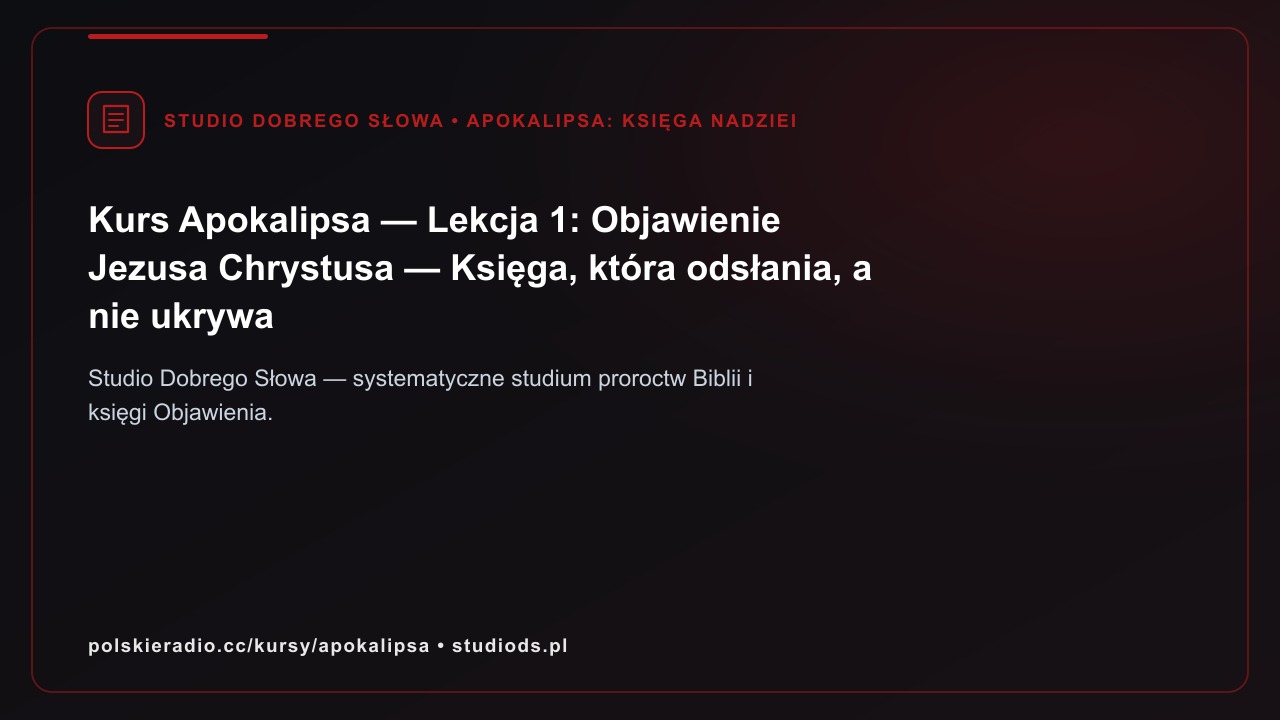 STUDIO DOBREGO SŁOWA • APOKALIPSA: KSIĘGA NADZIEI
Kurs Apokalipsa — Lekcja 1: Objawienie
Jezusa Chrystusa — Księga, która odsłania, a
nie ukrywa
Studio Dobrego Słowa — systematyczne studium proroctw Biblii i
księgi Objawienia.
polskieradio.cc/kursy/apokalipsa • studiods.pl